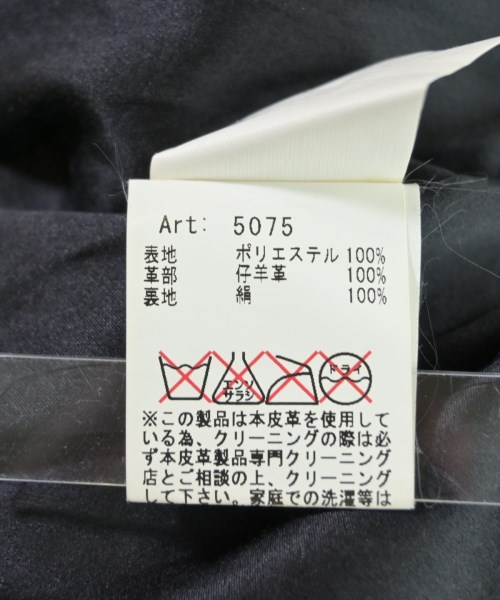 Art: 5075
表地 ポリエステル 100%
革部 仔羊革 100%
裏地 絹 100%
エンソ サラシ ドライ
※この製品は本皮革を使用して
いる為、クリーニングの際は必
ず本皮革製品専門クリーニング
店とご相談の上、クリーニング
して下さい。家庭での洗濯等は